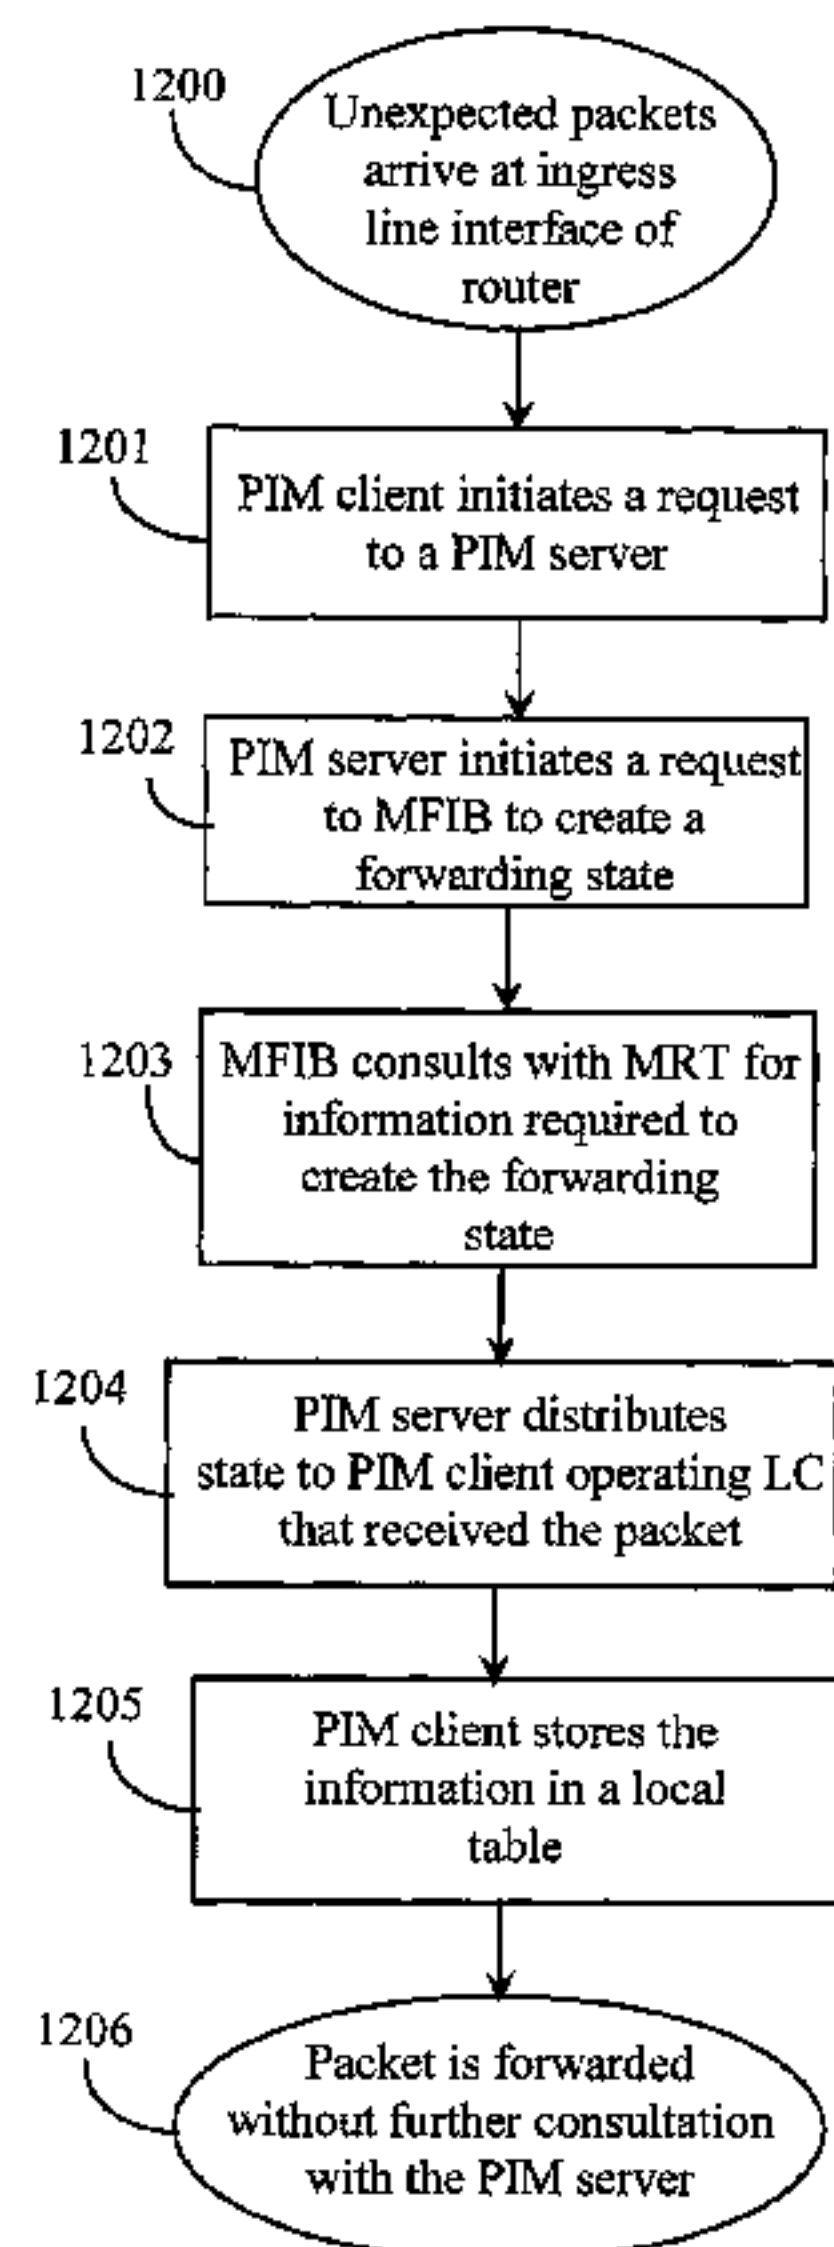 1200
Unexpected packets
arrive at ingress
line interface of
router
1201
PIM client initiates a request
to a PIM server
1202
PIM server initiates a request
to MFIB to create a
forwarding state
1203
MFIB consults with MRT for
information required to
create the forwarding
state
1204
PIM server distributes
state to PIM client operating LC
that received the packet
1205
PIM client stores the
information in a local
table
1206
Packet is forwarded
without further consultation
with the PIM server